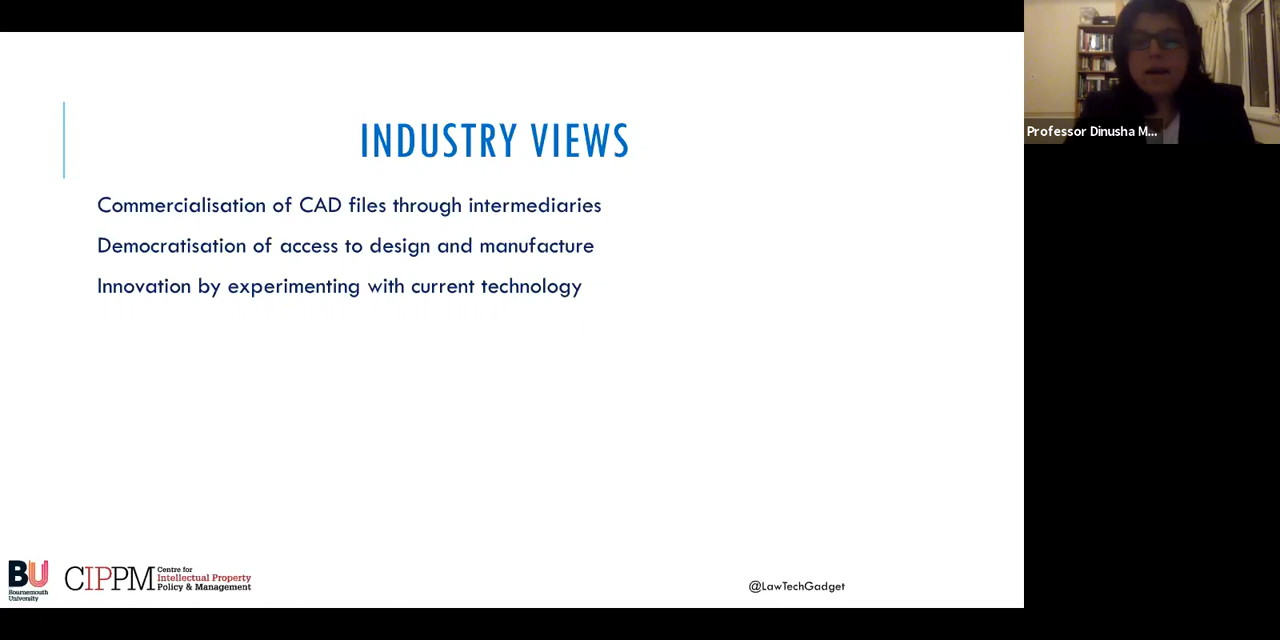 INDUSTRY VIEWS
Commercialisation of CAD files through intermediaries
Democratisation of access to design and manufacture
Innovation by experimenting with current technology
Professor Dinusha M...
BU
Bournemouth
University
CIPPM
Centre for
Intellectual Property
Policy & Management
@LawTechGadget